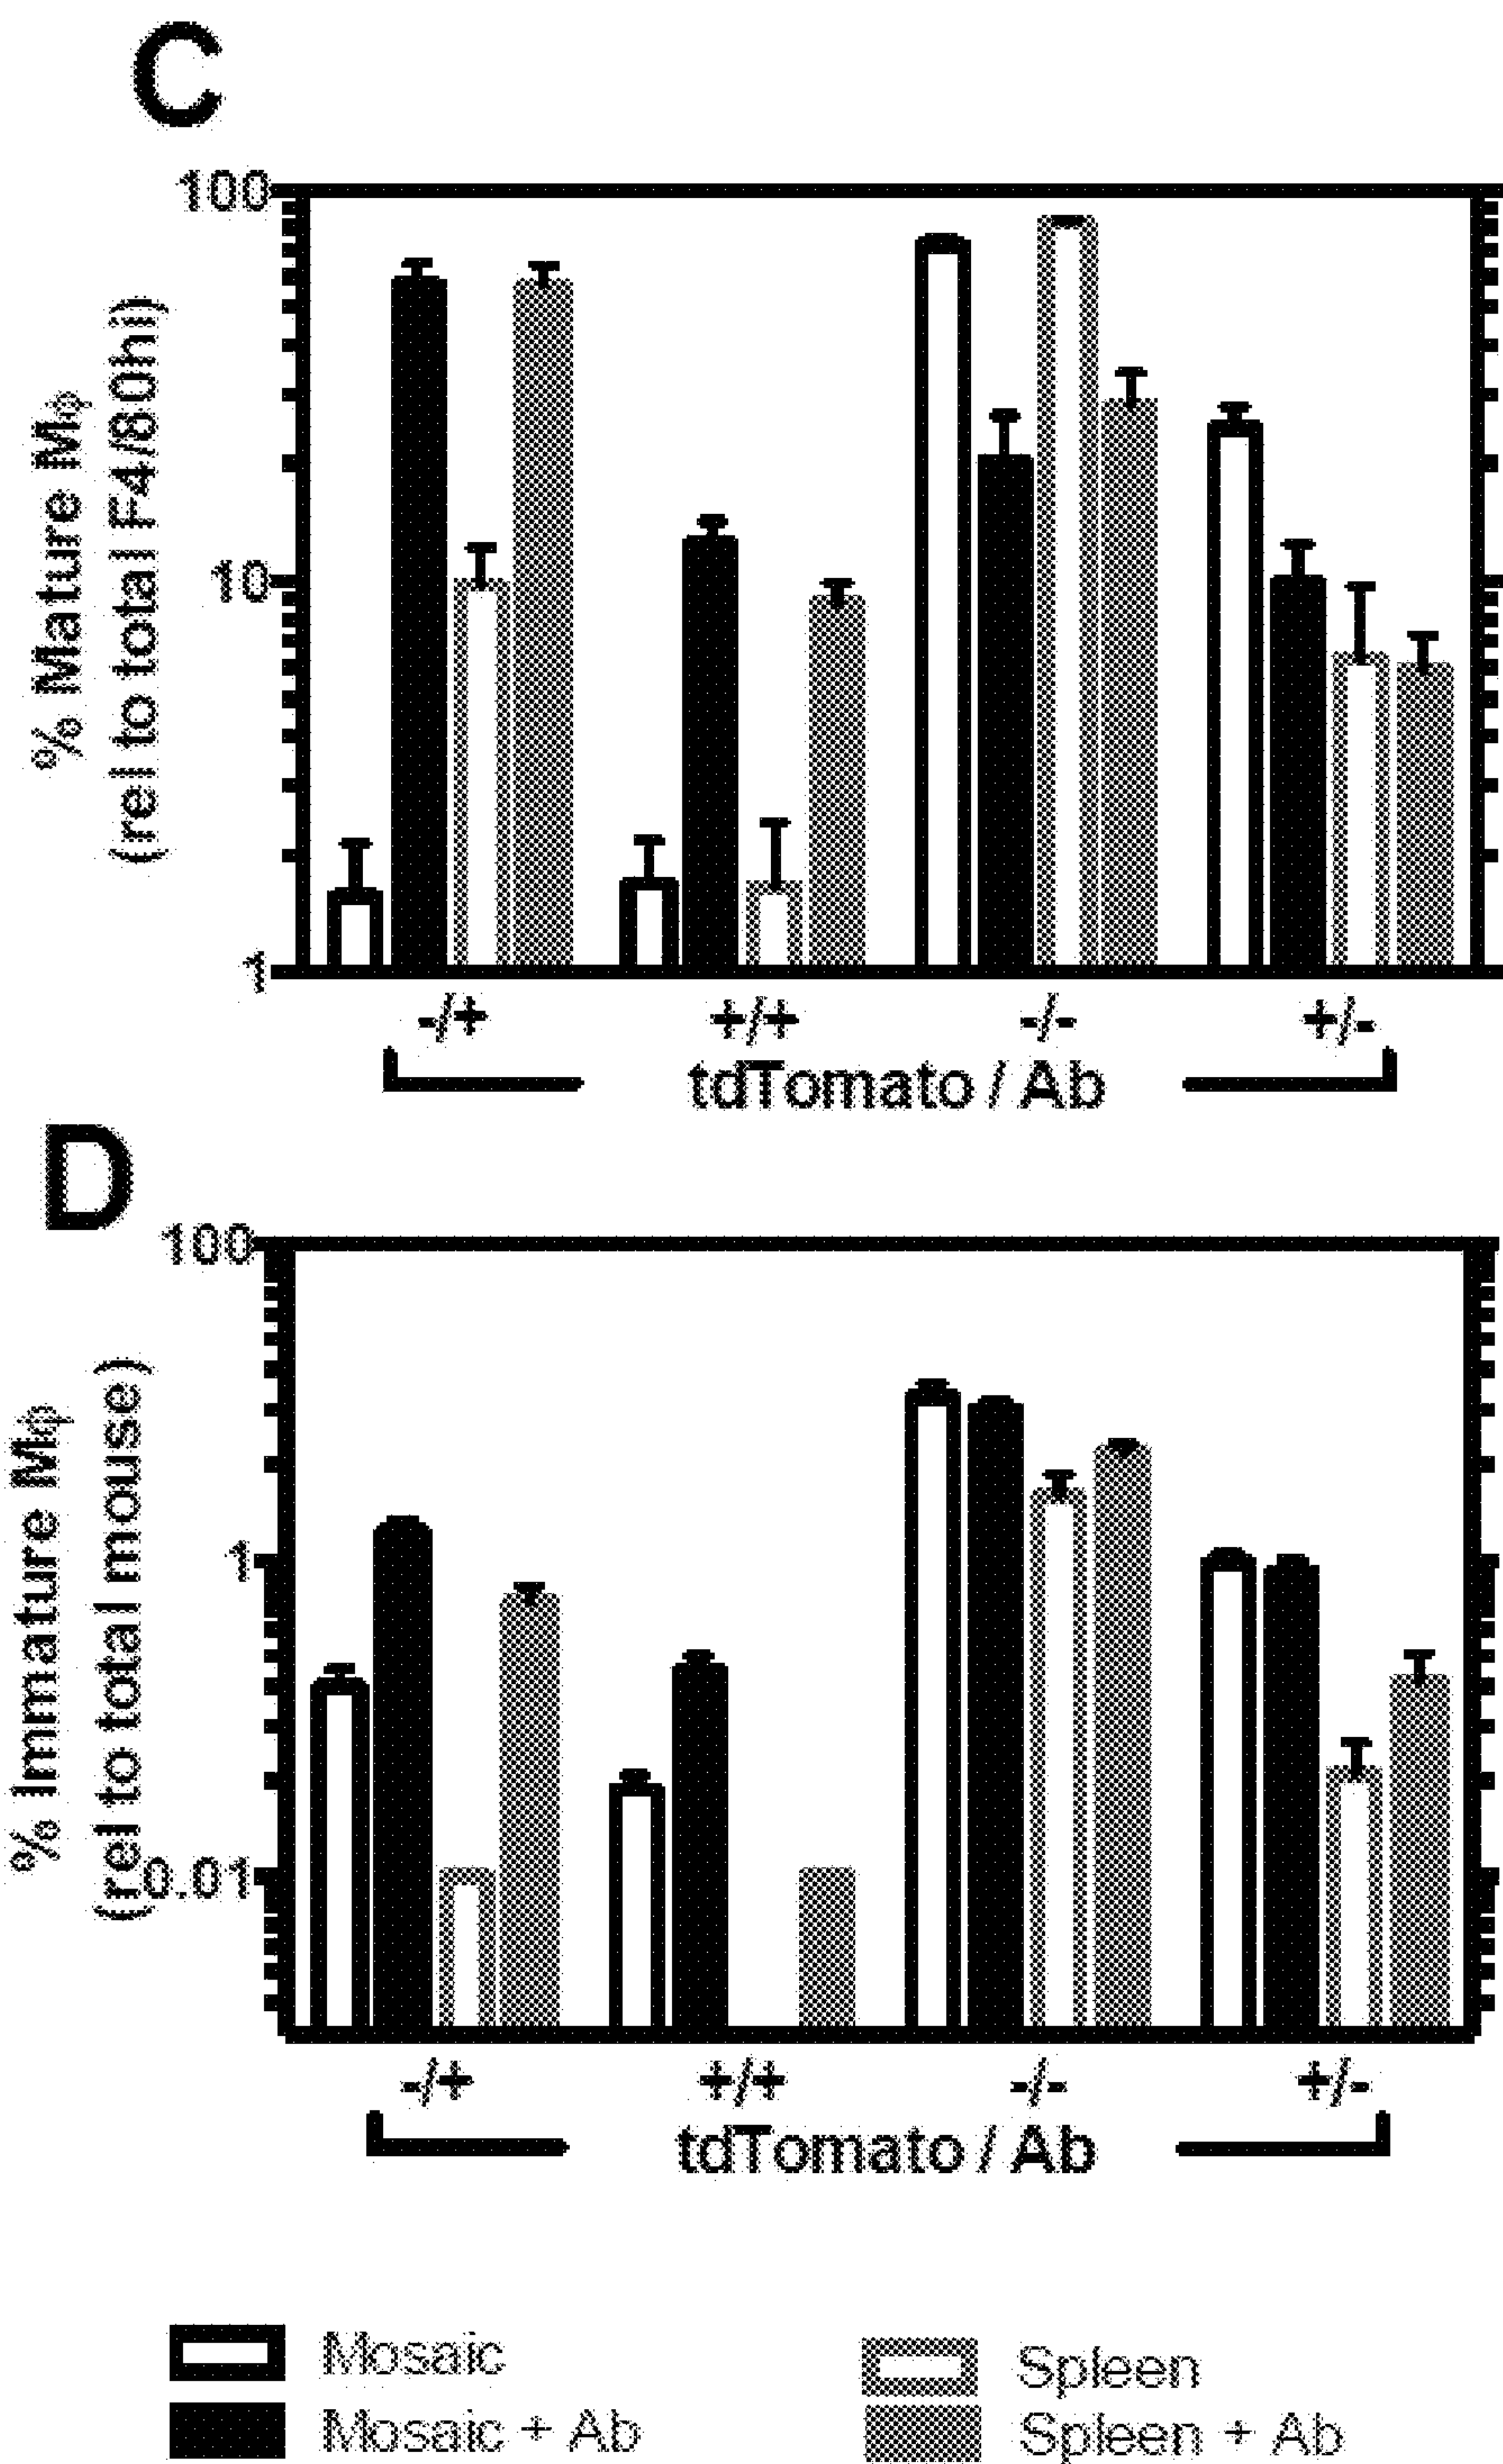 C
% Mature Mϕ
(rel to total F4/80hi)
100
10
1
-/+ +/+ -/- +/-
tdTomato / Ab
D
% Immature Mϕ
(rel to total mouse)
100
1
0.01
-/+ +/+ -/- +/-
tdTomato / Ab
Mosaic
Mosaic + Ab
Spleen
Spleen + Ab